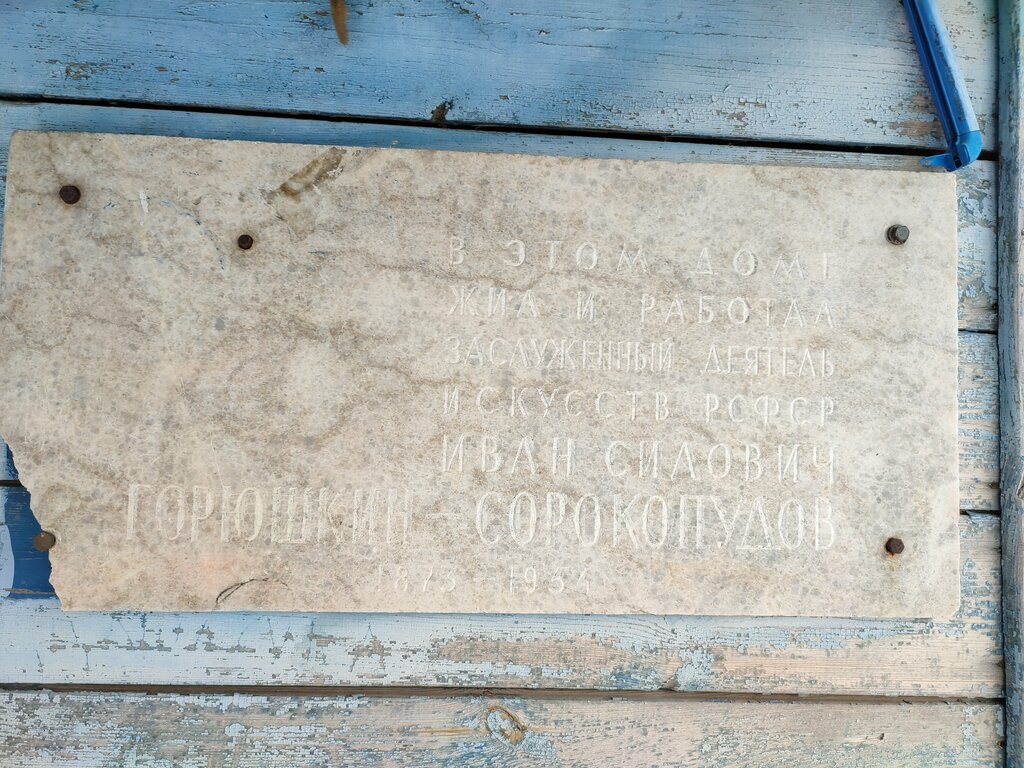 В ЭТОМ ДОМЕ
ЖИЛ И РАБОТАЛ
ЗАСЛУЖЕННЫЙ ДЕЯТЕЛЬ
ИСКУССТВ РСФСР
ИВАН СИЛОВИЧ
ГОРЮШКИН - СОРОКОПУДОВ
1873 - 1954